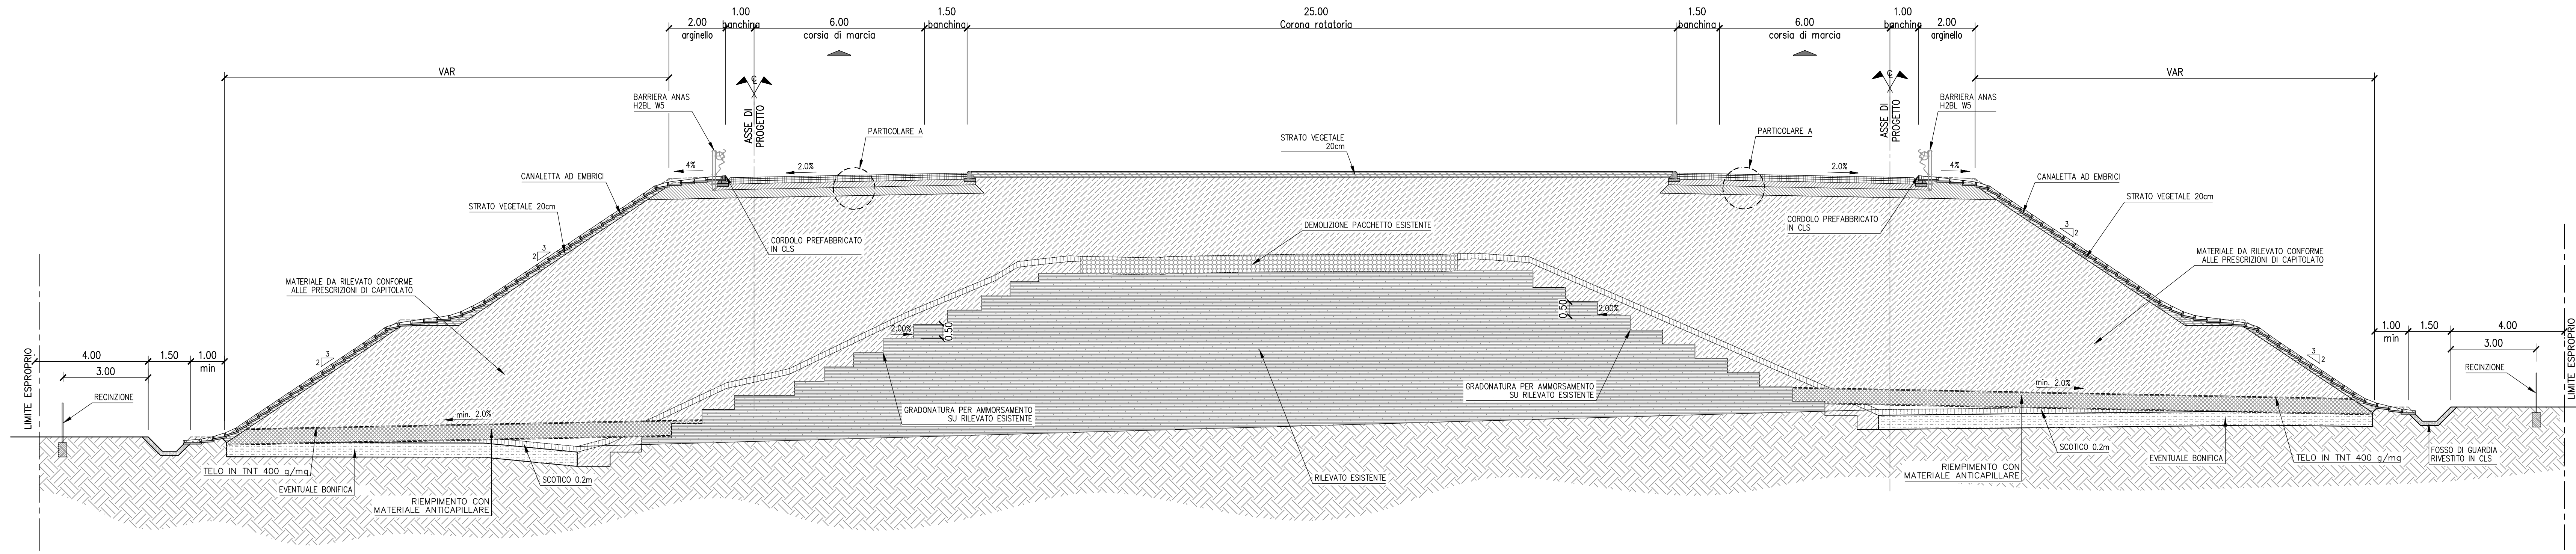 1.00
1.50
25.00
1.50
1.00
2.00
banchina
6.00
banchina
Corona rotatoria
banchina
6.00
banchina
2.00
arginello
corsia di marcia
corsia di marcia
arginello
VAR
VAR
BARRIERA ANAS
H2BL W5
ASSE DI
PROGETTO
PARTICOLARE A
STRATO VEGETALE
20cm
PARTICOLARE A
ASSE DI
PROGETTO
BARRIERA ANAS
H2BL W5
4%
2.0%
2.0%
4%
CANALETTA AD EMBRICI
CANALETTA AD EMBRICI
STRATO VEGETALE 20cm
STRATO VEGETALE 20cm
3
2
CORDOLO PREFABBRICATO
IN CLS
DEMOLIZIONE PACCHETTO ESISTENTE
CORDOLO PREFABBRICATO
IN CLS
3
2
MATERIALE DA RILEVATO CONFORME
ALLE PRESCRIZIONI DI CAPITOLATO
MATERIALE DA RILEVATO CONFORME
ALLE PRESCRIZIONI DI CAPITOLATO
2.00%
0.50
0.50
2.00%
LIMITE ESPROPRIO
4.00
1.50
1.00
min
3.00
3
2
3
2
1.00
min
1.50
4.00
3.00
LIMITE ESPROPRIO
RECINZIONE
RECINZIONE
min. 2.0%
GRADONATURA PER AMMORSAMENTO
SU RILEVATO ESISTENTE
GRADONATURA PER AMMORSAMENTO
SU RILEVATO ESISTENTE
min. 2.0%
TELO IN TNT 400 g/mq
EVENTUALE BONIFICA
RIEMPIMENTO CON
MATERIALE ANTICAPILLARE
SCOTICO 0.2m
RILEVATO ESISTENTE
RIEMPIMENTO CON
MATERIALE ANTICAPILLARE
SCOTICO 0.2m
EVENTUALE BONIFICA
TELO IN TNT 400 g/mq
FOSSO DI GUARDIA
RIVESTITO IN CLS